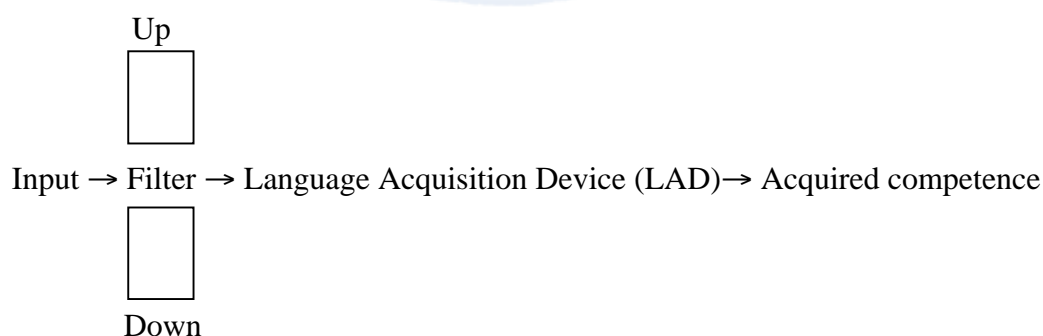 Up
Input → Filter → Language Acquisition Device (LAD)→ Acquired competence
Down